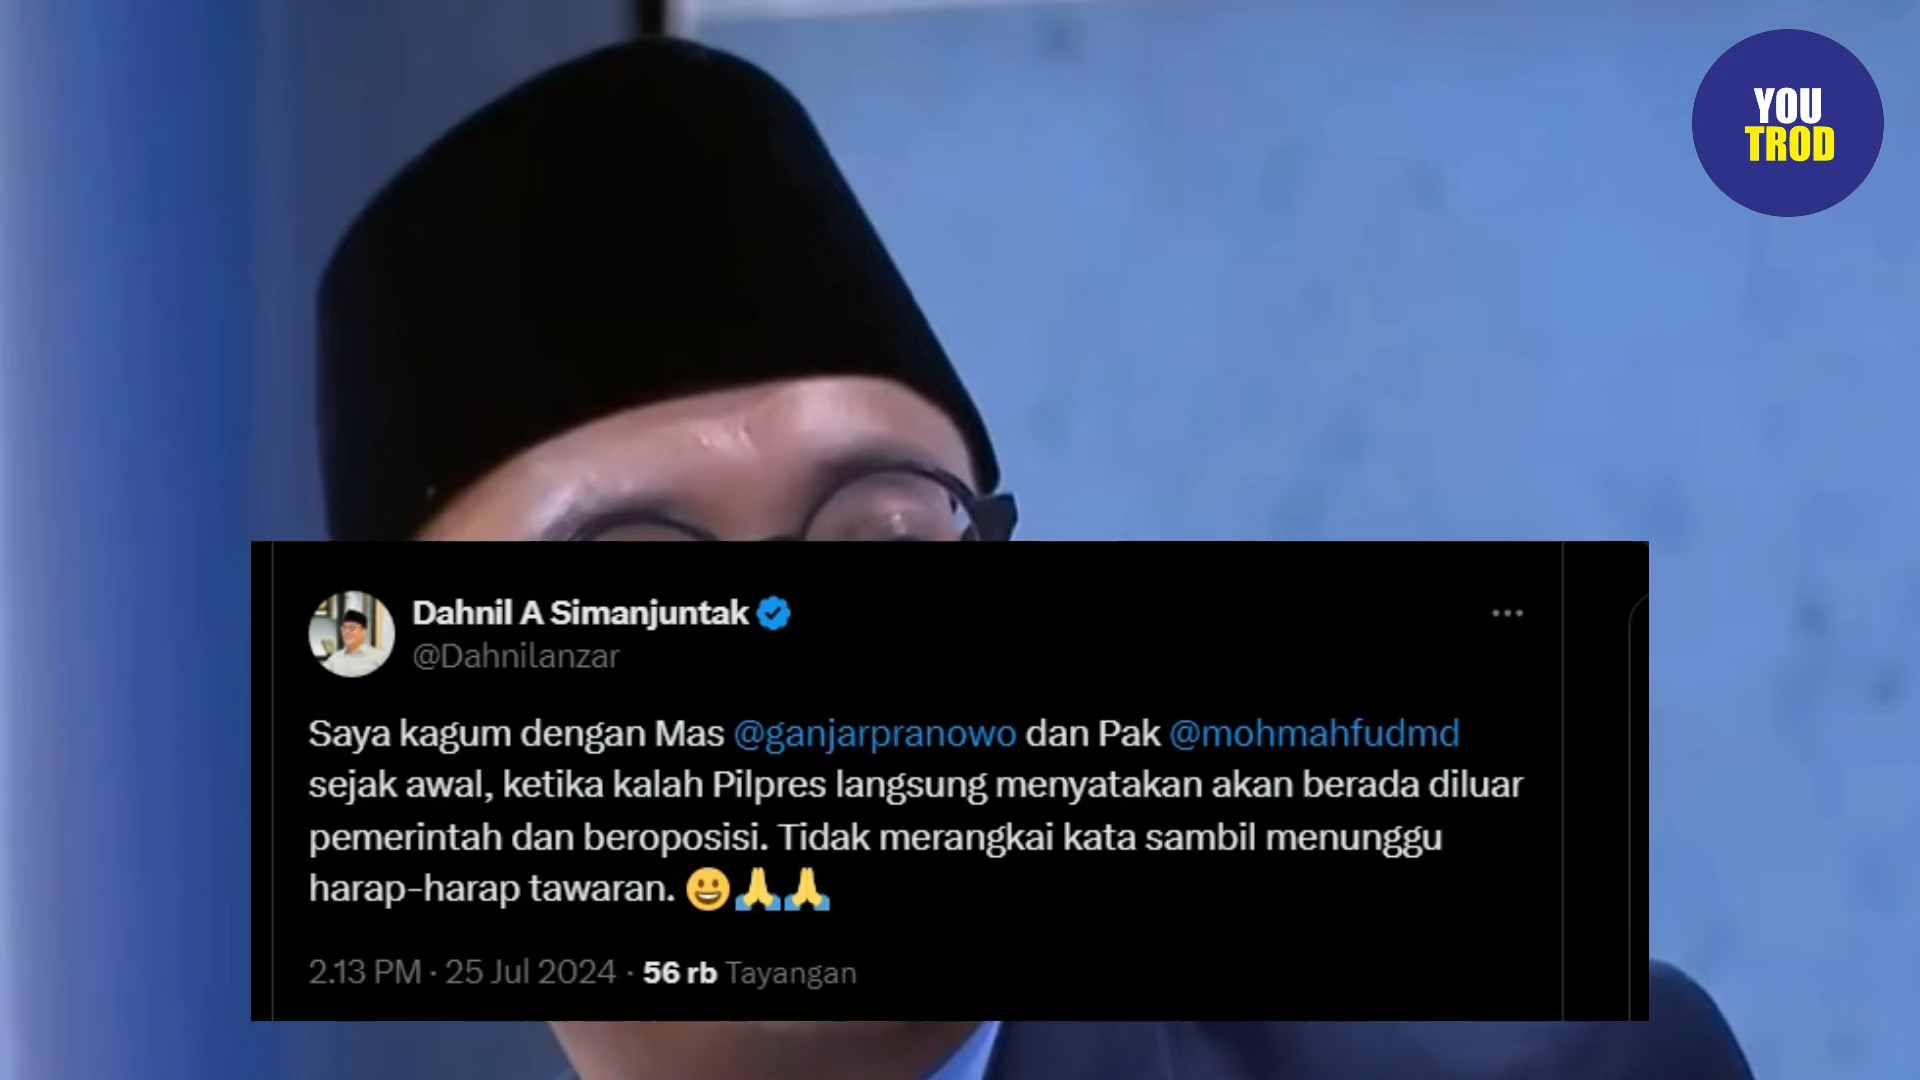 YOU
TROD
Dahnil A Simanjuntak
@Dahnilanzar
Saya kagum dengan Mas @ganjarpranowo dan Pak @mohmahfudmd
sejak awal, ketika kalah Pilpres langsung menyatakan akan berada diluar
pemerintah dan beroposisi. Tidak merangkai kata sambil menunggu
harap-harap tawaran. 😀🙏🙏
2.13 PM · 25 Jul 2024 · 56 rb Tayangan